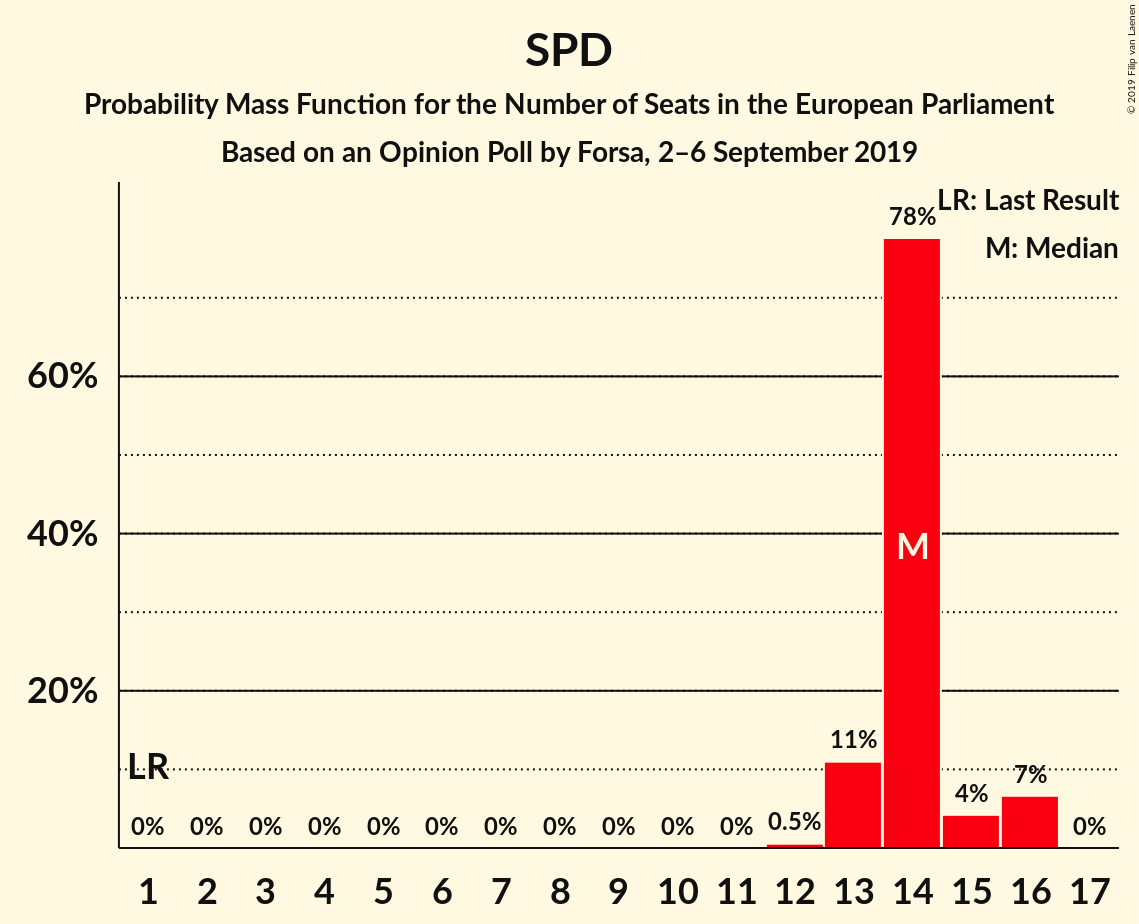 © 2019 Filip van Laenen
SPD
Probability Mass Function for the Number of Seats in the European Parliament
Based on an Opinion Poll by Forsa, 2–6 September 2019
LR: Last Result
M: Median
78%
60%
40%
M
20%
LR
0% 0% 0% 0% 0% 0% 0% 0% 0% 0% 0% 0.5% 11% 4% 7% 0%
1 2 3 4 5 6 7 8 9 10 11 12 13 14 15 16 17